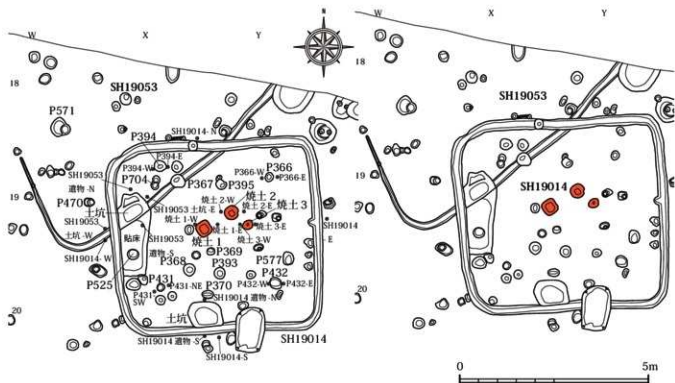 W X Y
N
W X Y
18
SH19053
P571
P394
SH19014-N
P394-E
P394-W
P366-W
P366
P366-E
SH19053
遺物-N
P704
P367
P395
19
P470
土坑
焼土 2-W
焼土 2
焼土 2-E
焼土 3
SH19053
土坑-W
SH19053
土坑-E
焼土 1-W
焼土 1-E
焼土 3-E
焼土 3-W
SH19014
- E
貼床
SH19053
遺物-S
焼土 1
SH19014-W
P369
P368
P393
P577
P525
P431
P432
P431-NE
P431-
SW
P370
P432-W
P432-E
SH19014 遺物-N
20
土坑
SH19014
SH19014 遺物-S
SH19014-S
18
SH19053
19
SH19014
20
0 5m